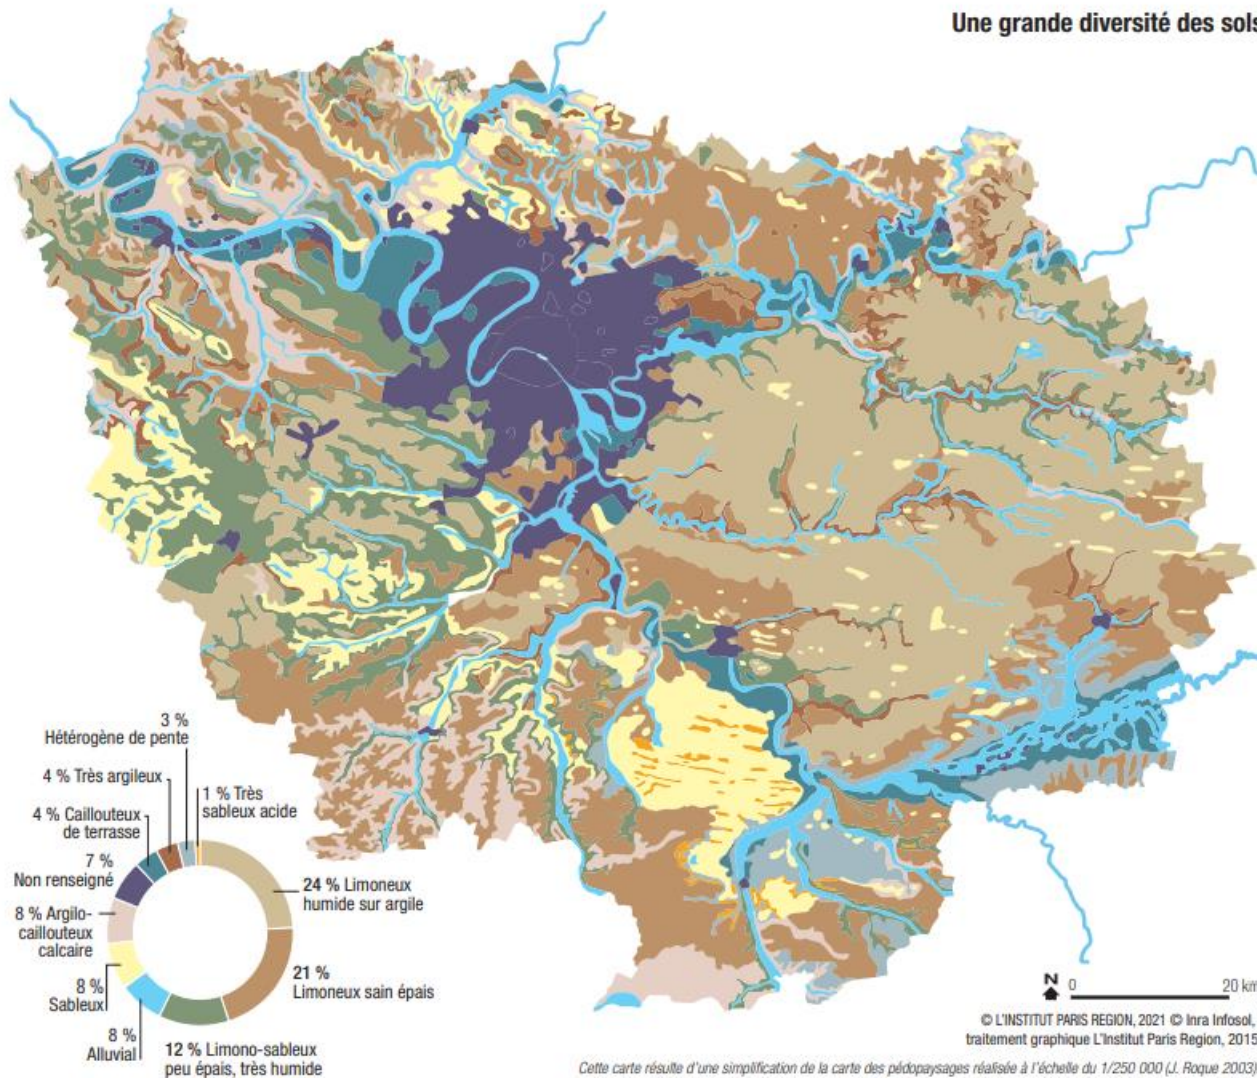 Une grande diversité des sols
3 %
Hétérogène de pente
4 % Très argileux
1 % Très
sableux acide
4 % Caillouteux
de terrasse
7 %
Non renseigné
24 % Limoneux
humide sur argile
8 % Argilo-
caillouteux
calcaire
21 %
Limoneux sain épais
8 %
Sableux
8 %
Alluvial
12 % Limono-sableux
peu épais, très humide
N
0 20 km
© L'INSTITUT PARIS REGION, 2021 © Inra Infosol,
traitement graphique L'Institut Paris Region, 2015
Cette carte résulte d'une simplification de la carte des pédopaysages réalisée à l'échelle du 1/250 000 (J. Roque 2003)